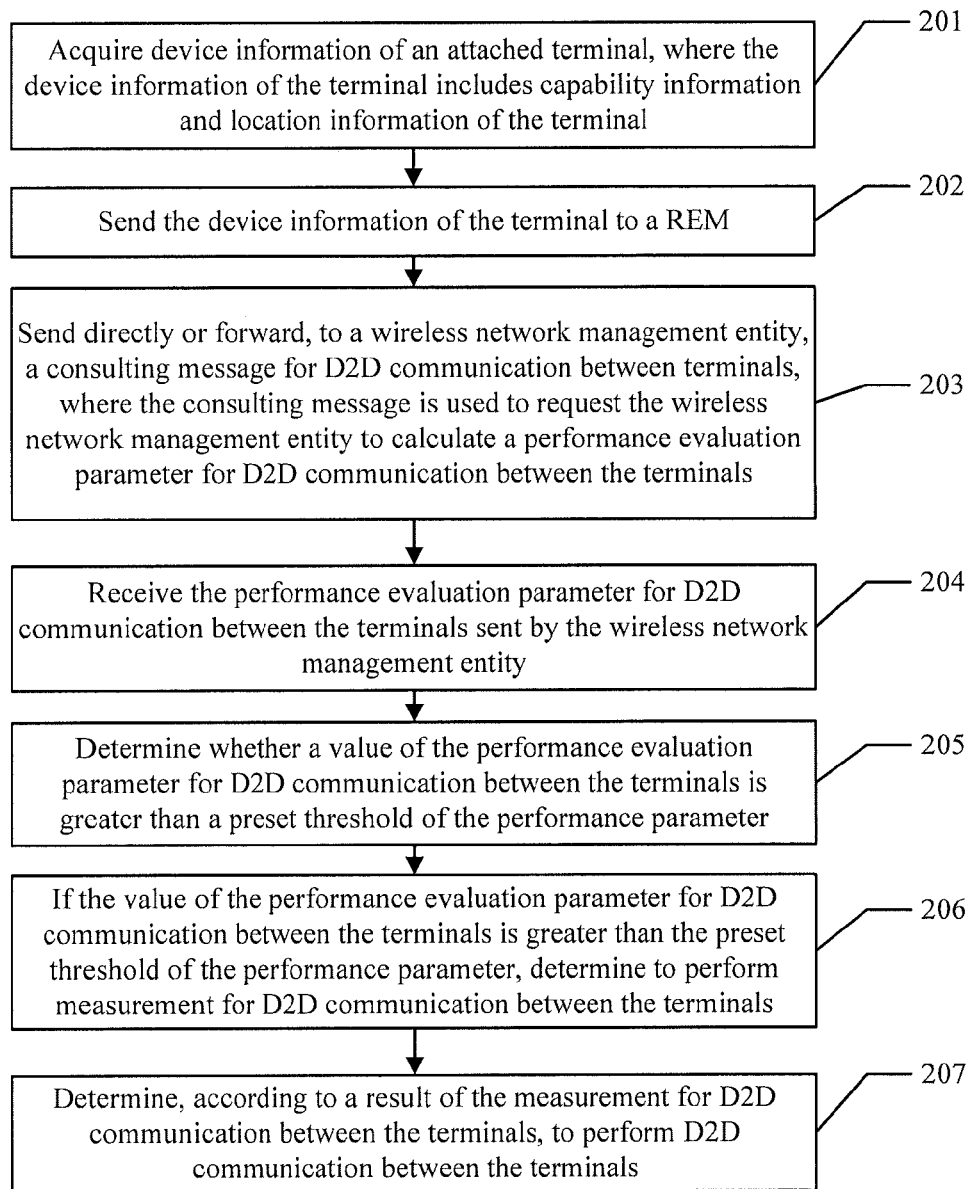 Acquire device information of an attached terminal, where the
device information of the terminal includes capability information
and location information of the terminal
201
Send the device information of the terminal to a REM
202
Send directly or forward, to a wireless network management entity,
a consulting message for D2D communication between terminals,
where the consulting message is used to request the wireless
network management entity to calculate a performance evaluation
parameter for D2D communication between the terminals
203
Receive the performance evaluation parameter for D2D
communication between the terminals sent by the wireless network
management entity
204
Determine whether a value of the performance evaluation
parameter for D2D communication between the terminals is
greater than a preset threshold of the performance parameter
205
If the value of the performance evaluation parameter for D2D
communication between the terminals is greater than the preset
threshold of the performance parameter, determine to perform
measurement for D2D communication between the terminals
206
Determine, according to a result of the measurement for D2D
communication between the terminals, to perform D2D
communication between the terminals
207